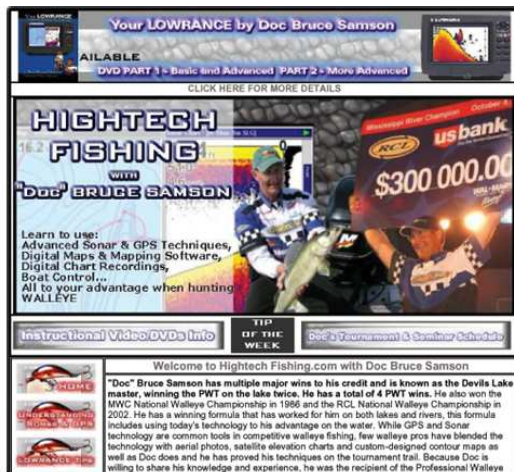 Your LOWRANCE by Doc Bruce Samson
AILABLE
DVD PART 1 - Basic and Advanced PART 2 - More Advanced
CLICK HERE FOR MORE DETAILS
HIGHTECH
FISHING
WITH
"Doc" BRUCE SAMSON
Learn to use:
Advanced Sonar & GPS Techniques,
Digital Maps & Mapping Software,
Digital Chart Recordings,
Boat Control...
All to your advantage when hunting
WALLEYE
Mississippi River Champion
October 4
RCL
usbank
$300 000.00
WAL-MART
Instructional Video/DVDs Info
TIP
OF THE
WEEK
Doc's Tournament & Seminar Schedule
HOME
UNDERSTANDING
SONAR & GPS
LOWRANCE TIPS
Welcome to Hightech Fishing.com with Doc Bruce Samson
"Doc" Bruce Samson has multiple major wins to his credit and is known as the Devils Lake
master, winning the PWT on the lake twice. He has a total of 4 PWT wins. He also won the
MWC National Walleye Championship in 1986 and the RCL National Walleye Championship in
2002. He has a winning formula that has worked for him on both lakes and rivers, this formula
includes using today's technology to his advantage on the water. While GPS and Sonar
technology are common tools in competitive walleye fishing, few walleye pros have blended the
technology with aerial photos, satellite elevation charts and custom-designed contour maps as
well as Doc does and he has proved his techniques on the tournament trail. Because Doc is
willing to share his knowledge and experience, he was the recipient of the Professional Walleye